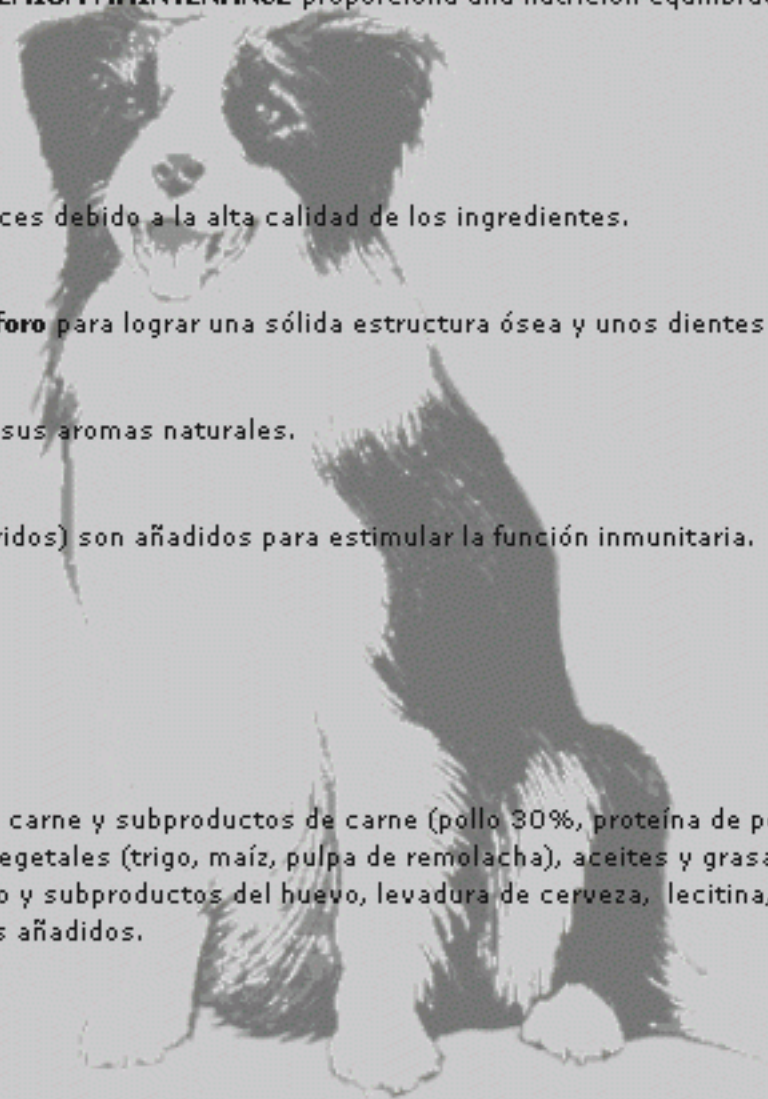 MAINTENANCE proporciona una nutrición
ces debido a la alta calidad de los ingredientes.
foro para lograr una sólida estructura ósea y unos dientes
sus aromas naturales.
ridos) son añadidos para estimular la función inmunitaria.
carne y subproductos de carne (pollo 30%, proteína de p
egetales (trigo, maíz, pulpa de remolacha), aceites y grasa
o y subproductos del huevo, levadura de cerveza, lecitina,
s añadidos.